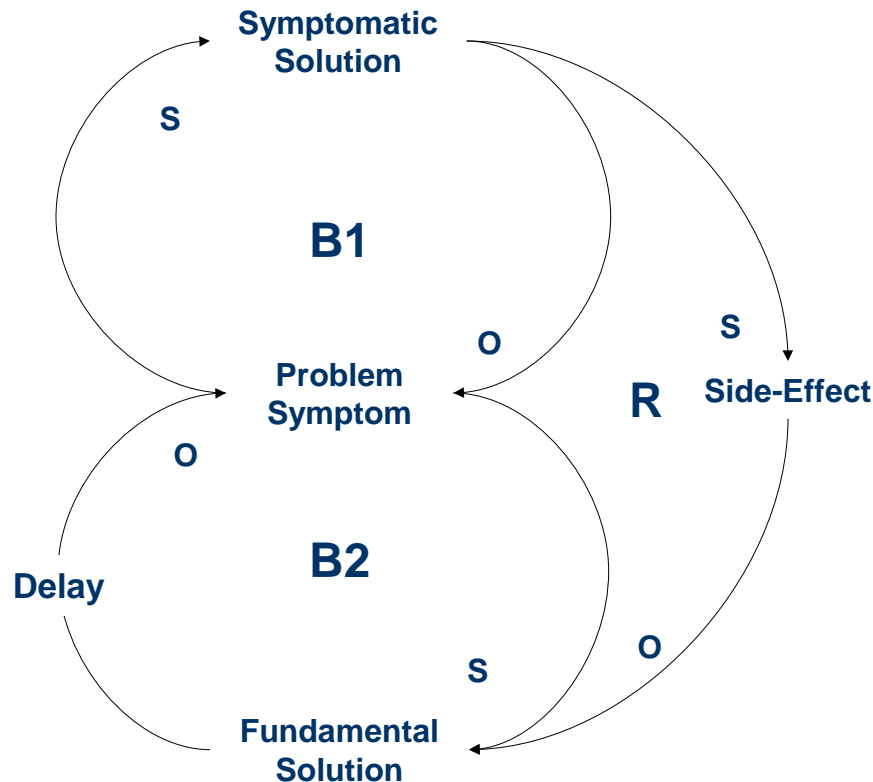 Symptomatic
Solution
S
B1
S
O
Problem
Symptom
R
Side-Effect
O
B2
Delay
O
S
Fundamental
Solution